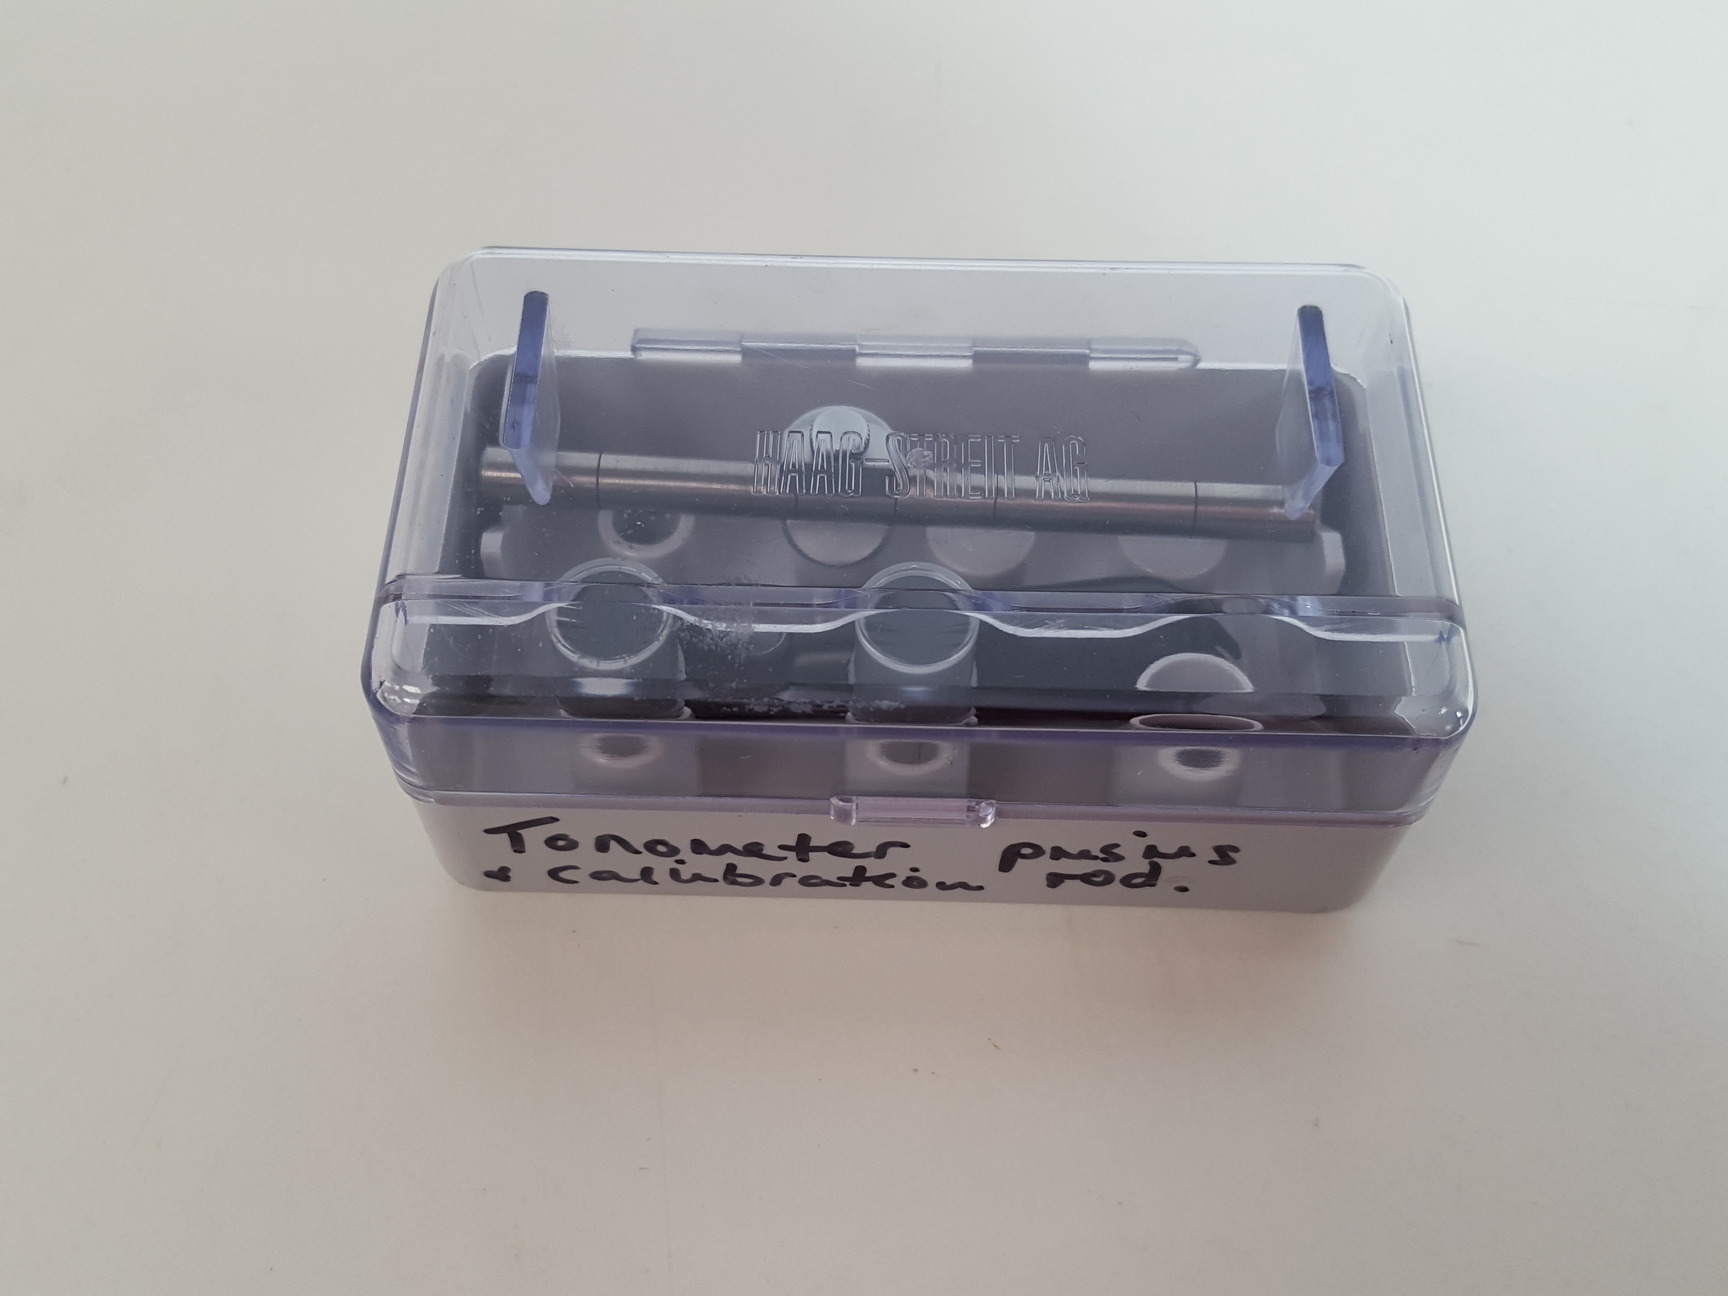 HAAG-STREIT AG
Tonometer prisms
& Calibration rod.